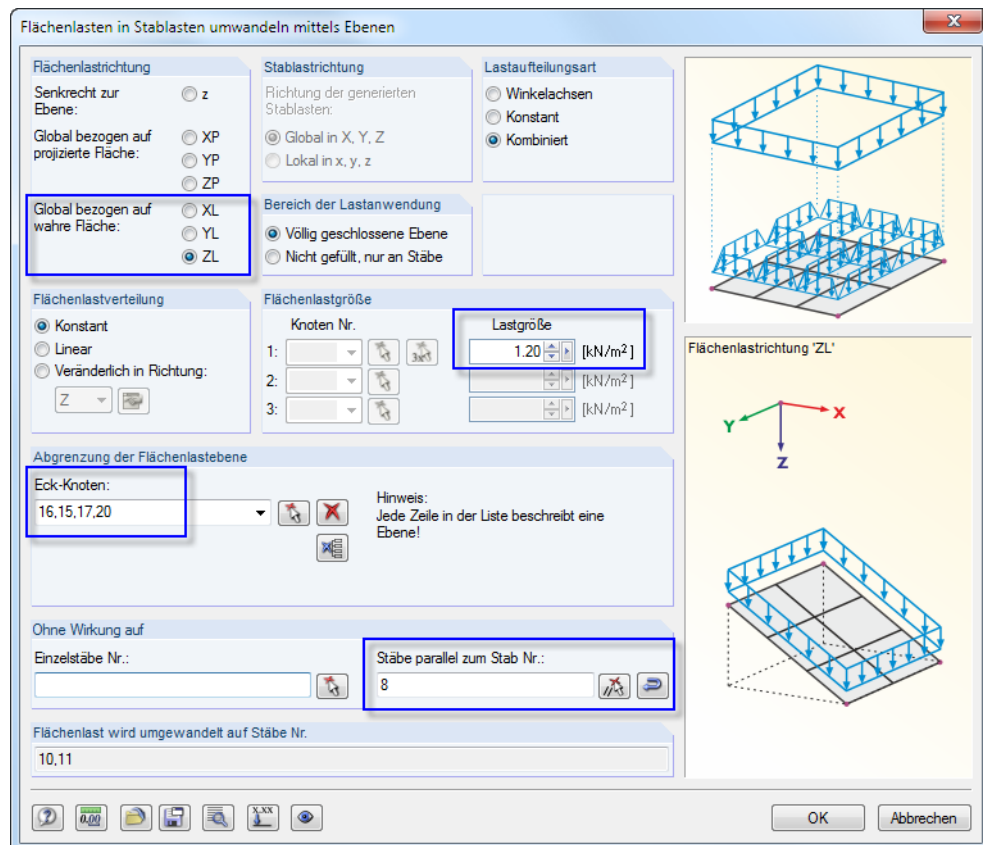 Flächenlasten in Stablasten umwandeln mittels Ebenen
Flächenlastrichtung
Senkrecht zur
Ebene:
z
Global bezogen auf
projizierte Fläche:
XP
YP
ZP
Global bezogen auf
wahre Fläche:
XL
YL
ZL
Stablastrichtung
Richtung der generierten
Stablasten:
Global in X, Y, Z
Lokal in x, y, z
Lastaufteilungsart
Winkelachsen
Konstant
Kombiniert
Bereich der Lastanwendung
Völlig geschlossene Ebene
Nicht gefüllt, nur an Stäbe
Flächenlastverteilung
Konstant
Linear
Veränderlich in Richtung:
Z
Flächenlastgröße
Knoten Nr.
Lastgröße
1:
3x
1.20
[kN/m²]
2:
[kN/m²]
3:
[kN/m²]
Flächenlastrichtung 'ZL'
X
Y
Z
Abgrenzung der Flächenlastebene
Eck-Knoten:
16,15,17,20
Hinweis:
Jede Zeile in der Liste beschreibt eine
Ebene!
Ohne Wirkung auf
Einzelstäbe Nr.:
Stäbe parallel zum Stab Nr.:
8
Flächenlast wird umgewandelt auf Stäbe Nr.
10,11
0.00
x.xx
OK
Abbrechen